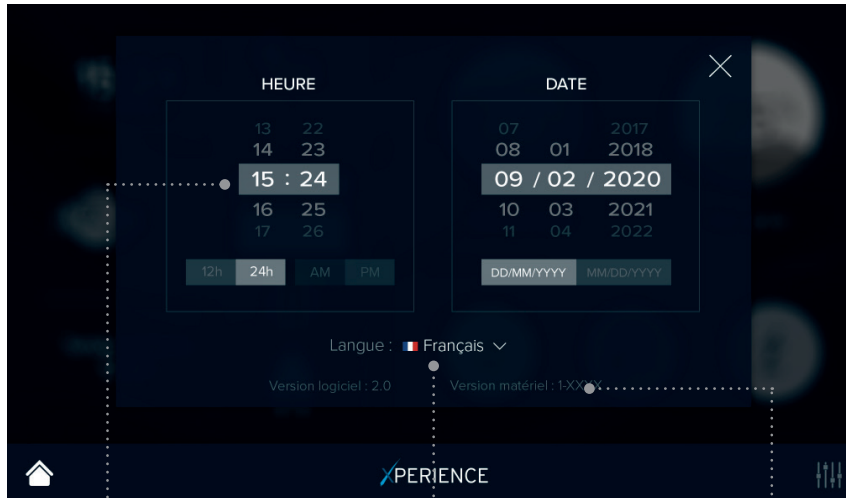 HEURE
DATE
13 22
14 23
15 : 24
16 25
17 26
12h 24h AM PM
07 2017
08 01 2018
09 / 02 / 2020
10 03 2021
11 04 2022
DD/MM/YYYY MM/DD/YYYY
Langue : Français
Version logiciel : 2.0
Version matériel : 1-XXXX
XPERIENCE